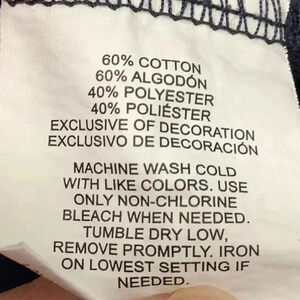 60% COTTON
60% ALGODÓN
40% POLYESTER
40% POLIÉSTER
EXCLUSIVE OF DECORATION
EXCLUSIVO DE DECORACIÓN
MACHINE WASH COLD
WITH LIKE COLORS. USE
ONLY NON-CHLORINE
BLEACH WHEN NEEDED.
TUMBLE DRY LOW,
REMOVE PROMPTLY. IRON
ON LOWEST SETTING IF
NEEDED.